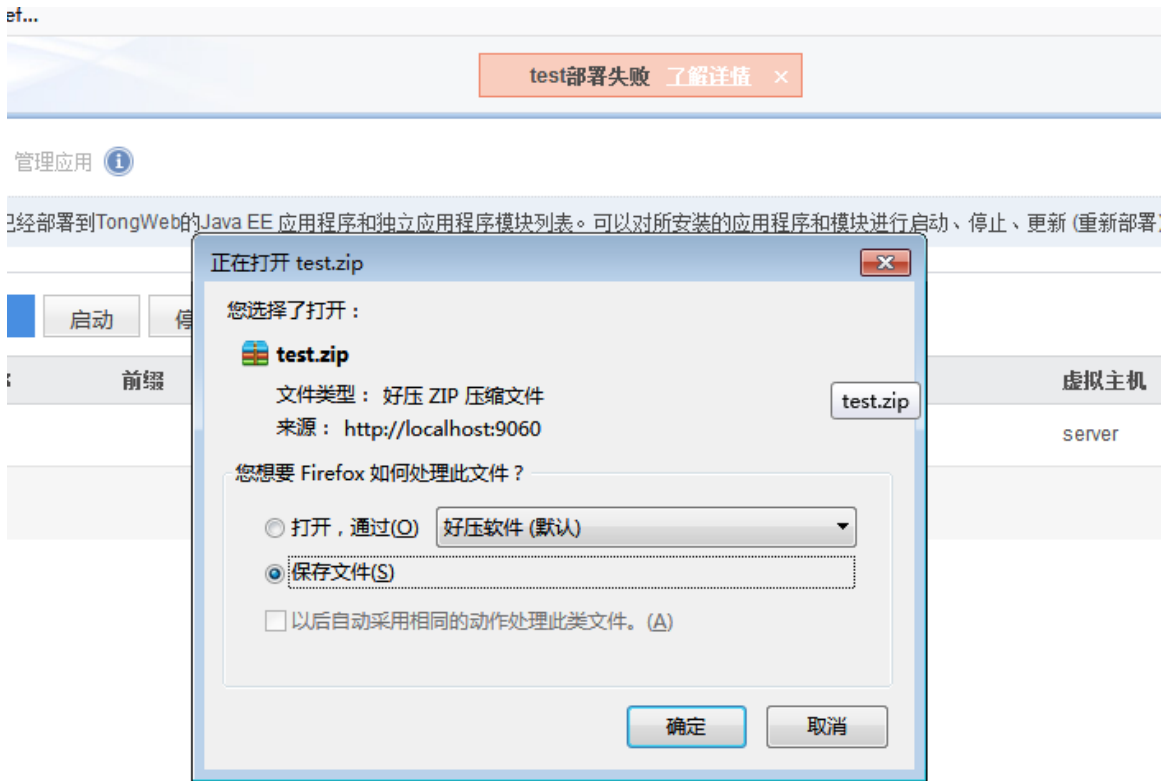 et...
test部署失败 了解详情 ×
管理应用 i
已经部署到TongWeb的Java EE 应用程序和独立应用程序模块列表。可以对所安装的应用程序和模块进行启动、停止、更新 (重新部署)
正在打开 test.zip
启动
您选择了打开：
test.zip
前缀
虚拟主机
文件类型： 好压 ZIP 压缩文件
test.zip
来源： http://localhost:9060
server
您想要 Firefox 如何处理此文件？
打开，通过(O) 好压软件 (默认)
保存文件(S)
以后自动采用相同的动作处理此类文件。(A)
确定 取消